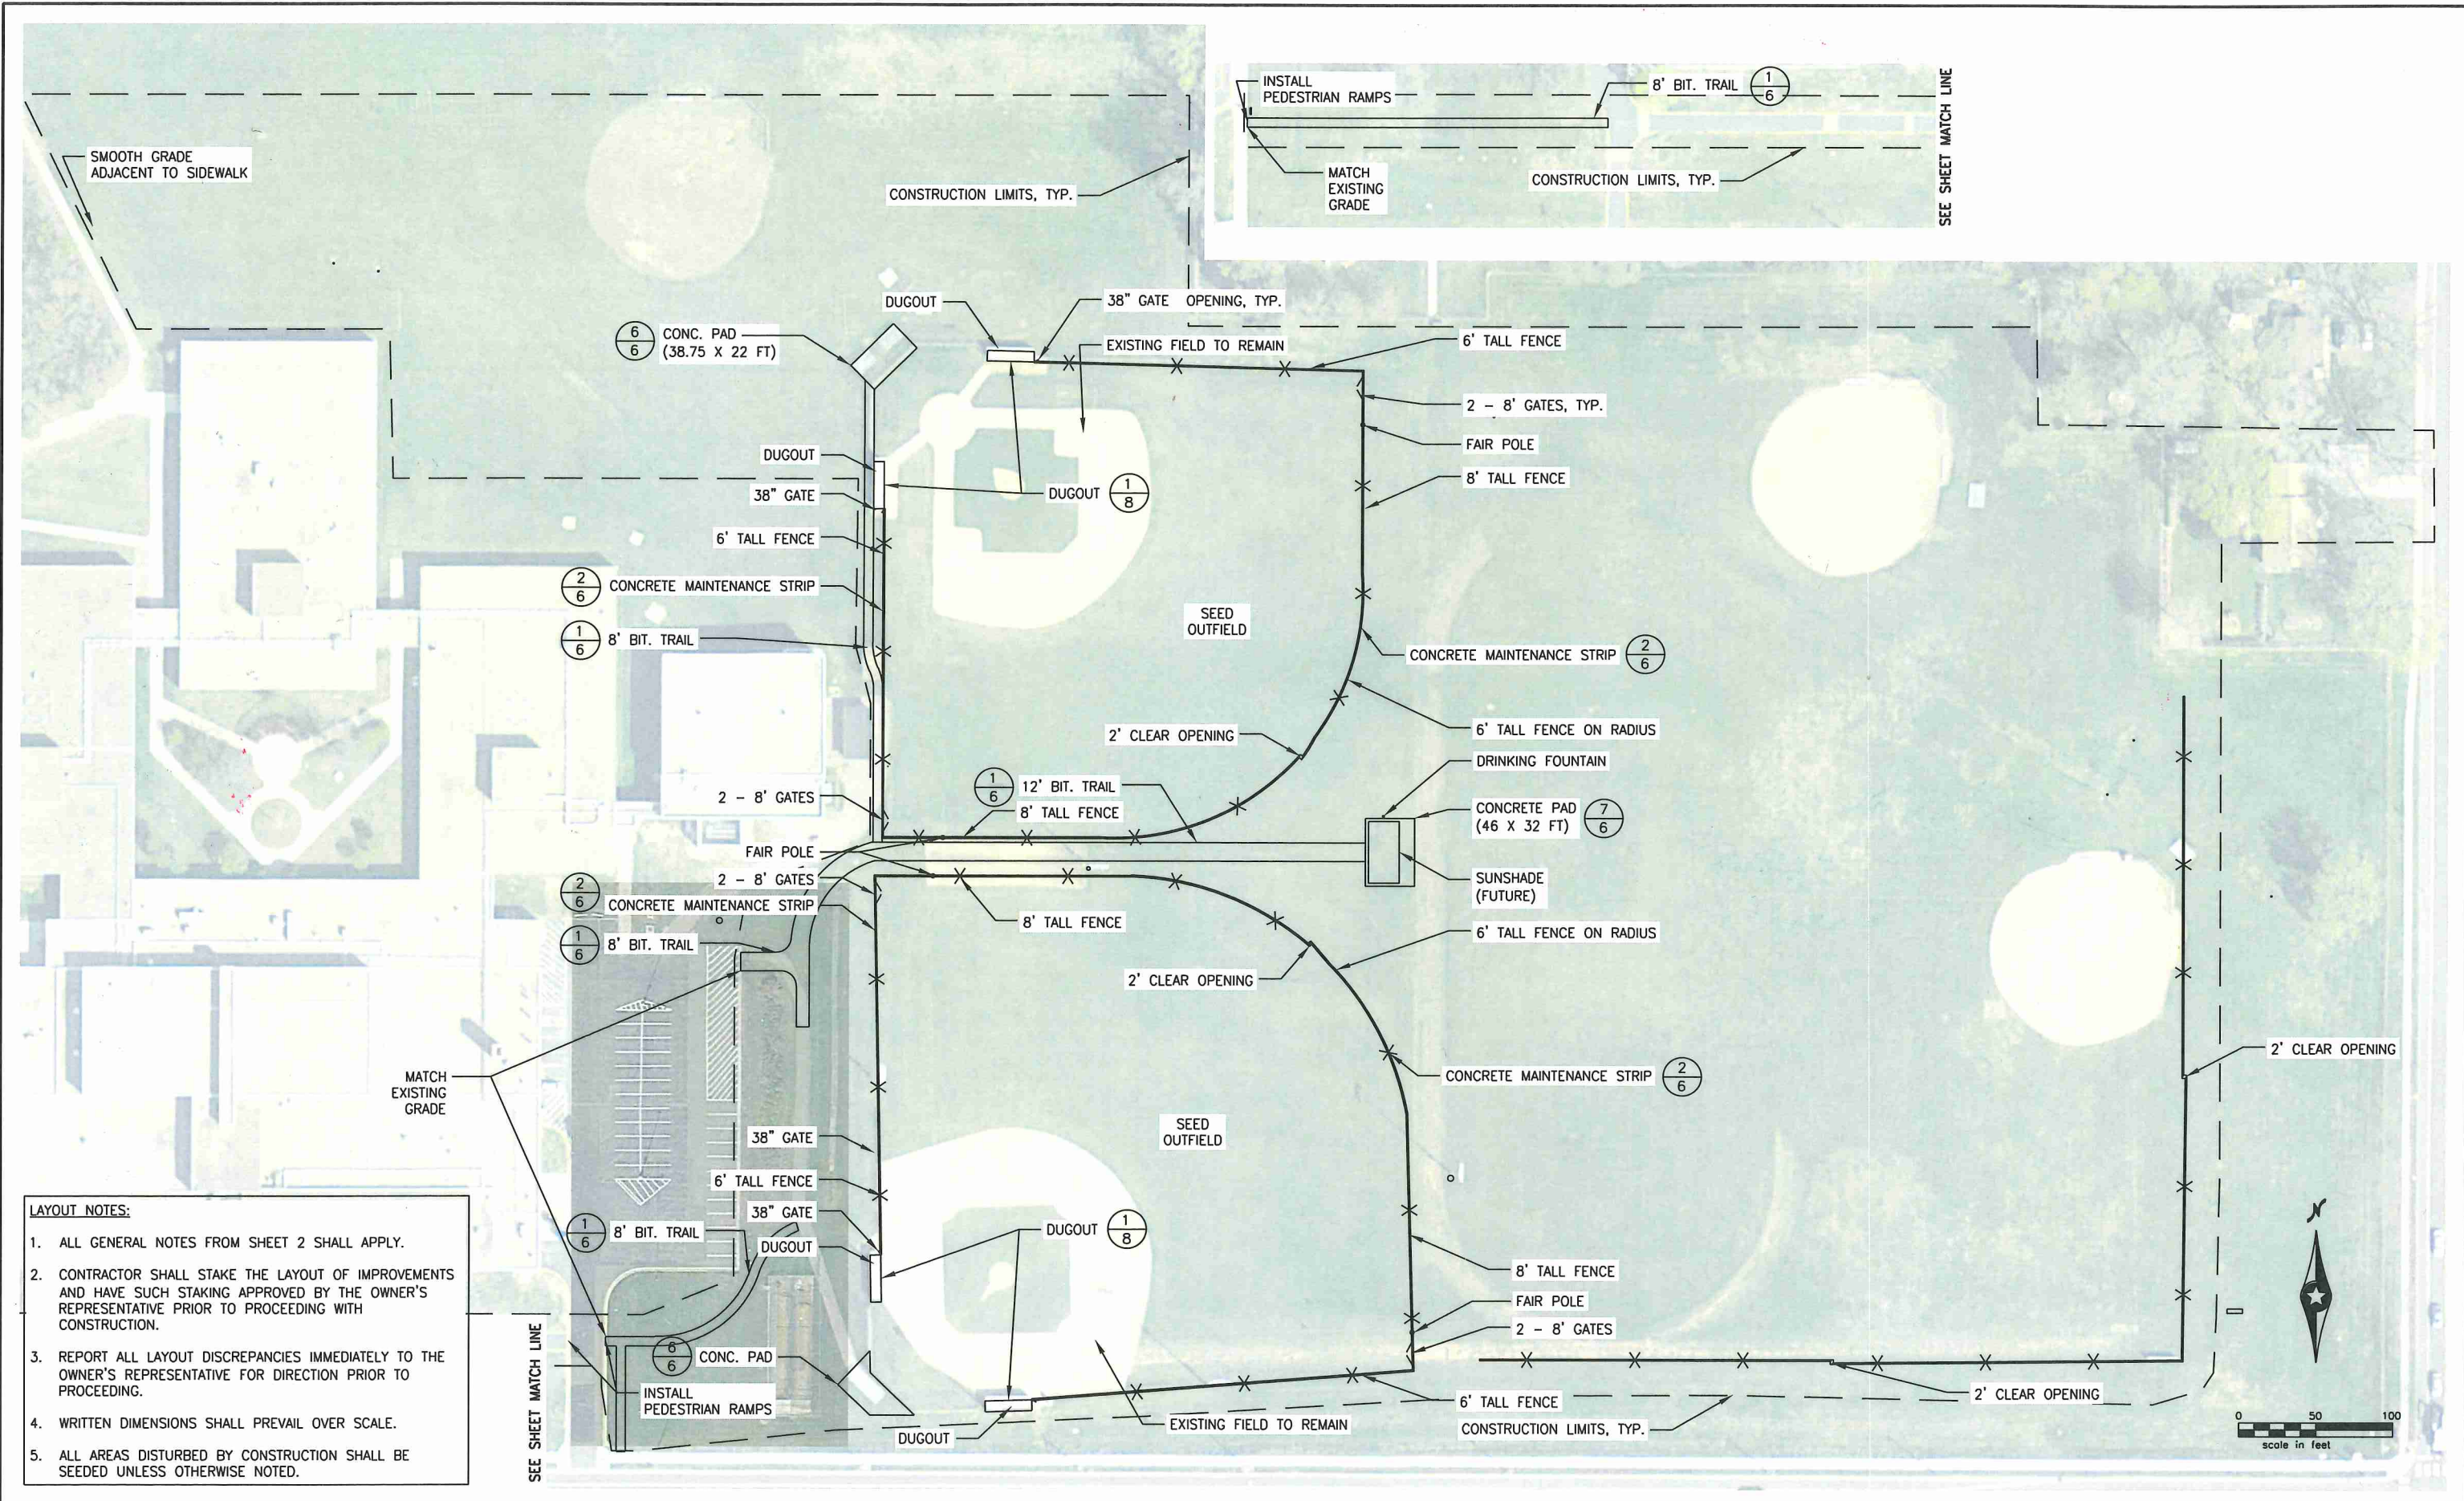 INSTALL
PEDESTRIAN RAMPS
8' BIT. TRAIL
1
6
MATCH
EXISTING
GRADE
CONSTRUCTION LIMITS, TYP.
SEE SHEET MATCH LINE
SMOOTH GRADE
ADJACENT TO SIDEWALK
CONSTRUCTION LIMITS, TYP.
DUGOUT
38" GATE OPENING, TYP.
6
6
CONC. PAD
(38.75 X 22 FT)
EXISTING FIELD TO REMAIN
6' TALL FENCE
2 - 8' GATES, TYP.
FAIR POLE
8' TALL FENCE
DUGOUT
38" GATE
DUGOUT
1
8
6' TALL FENCE
2
6
CONCRETE MAINTENANCE STRIP
1
6
8' BIT. TRAIL
SEED
OUTFIELD
CONCRETE MAINTENANCE STRIP
2
6
6' TALL FENCE ON RADIUS
2' CLEAR OPENING
DRINKING FOUNTAIN
1
6
12' BIT. TRAIL
8' TALL FENCE
2 - 8' GATES
CONCRETE PAD
(46 X 32 FT)
7
6
FAIR POLE
2 - 8' GATES
SUNSHADE
(FUTURE)
2
6
CONCRETE MAINTENANCE STRIP
8' TALL FENCE
1
6
8' BIT. TRAIL
6' TALL FENCE ON RADIUS
2' CLEAR OPENING
2' CLEAR OPENING
MATCH
EXISTING
GRADE
CONCRETE MAINTENANCE STRIP
2
6
SEED
OUTFIELD
38" GATE
6' TALL FENCE
38" GATE
1
6
8' BIT. TRAIL
DUGOUT
DUGOUT
1
8
8' TALL FENCE
FAIR POLE
2 - 8' GATES
6
6
CONC. PAD
INSTALL
PEDESTRIAN RAMPS
SEE SHEET MATCH LINE
DUGOUT
EXISTING FIELD TO REMAIN
6' TALL FENCE
CONSTRUCTION LIMITS, TYP.
2' CLEAR OPENING
N
0 50 100
scale in feet
LAYOUT NOTES:
1. ALL GENERAL NOTES FROM SHEET 2 SHALL APPLY.
2. CONTRACTOR SHALL STAKE THE LAYOUT OF IMPROVEMENTS
AND HAVE SUCH STAKING APPROVED BY THE OWNER'S
REPRESENTATIVE PRIOR TO PROCEEDING WITH
CONSTRUCTION.
3. REPORT ALL LAYOUT DISCREPANCIES IMMEDIATELY TO THE
OWNER'S REPRESENTATIVE FOR DIRECTION PRIOR TO
PROCEEDING.
4. WRITTEN DIMENSIONS SHALL PREVAIL OVER SCALE.
5. ALL AREAS DISTURBED BY CONSTRUCTION SHALL BE
SEEDED UNLESS OTHERWISE NOTED.